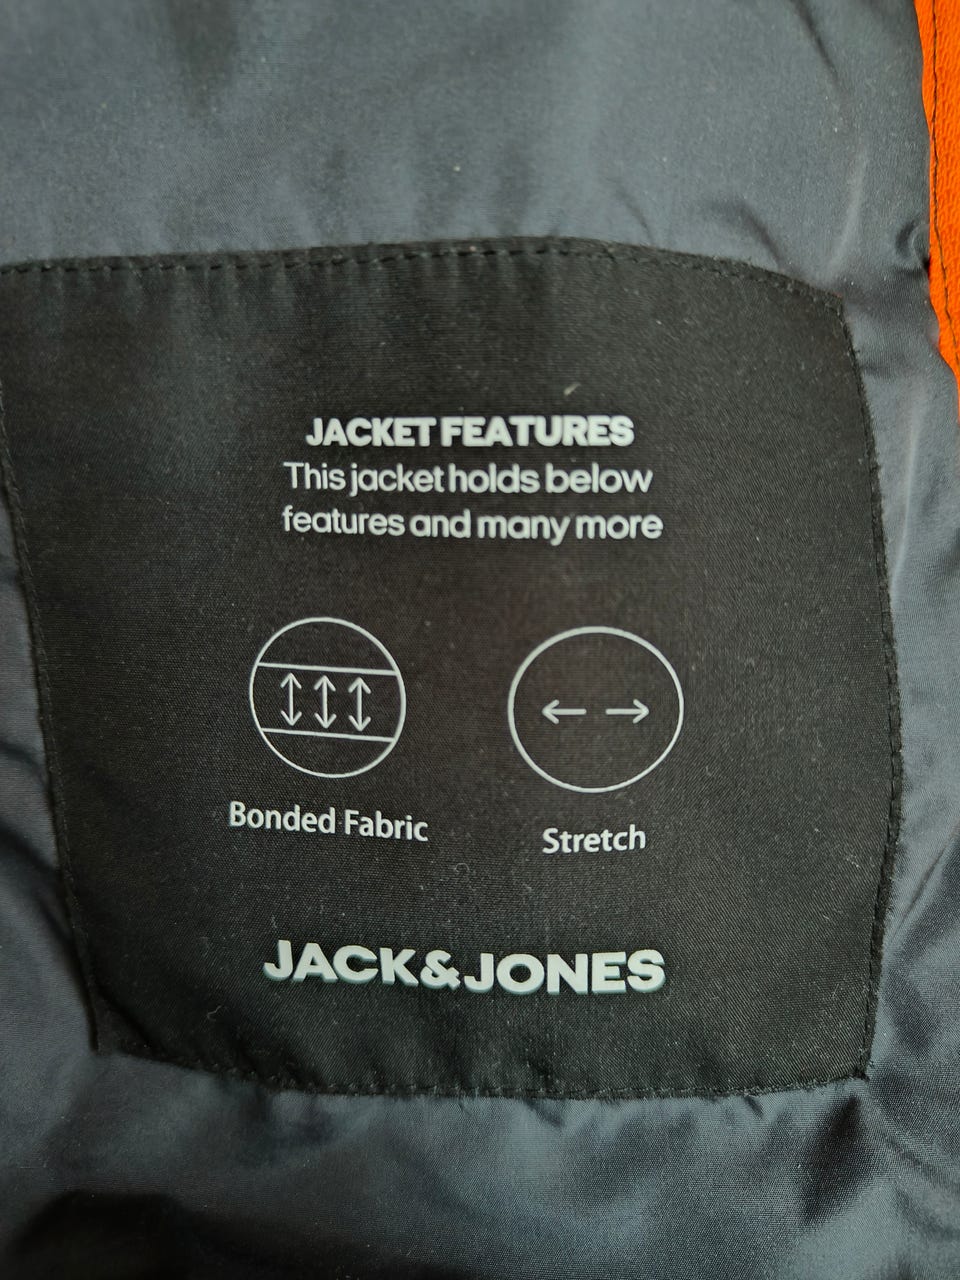 JACKET FEATURES
This jacket holds below
features and many more
Bonded Fabric
Stretch
JACK&JONES